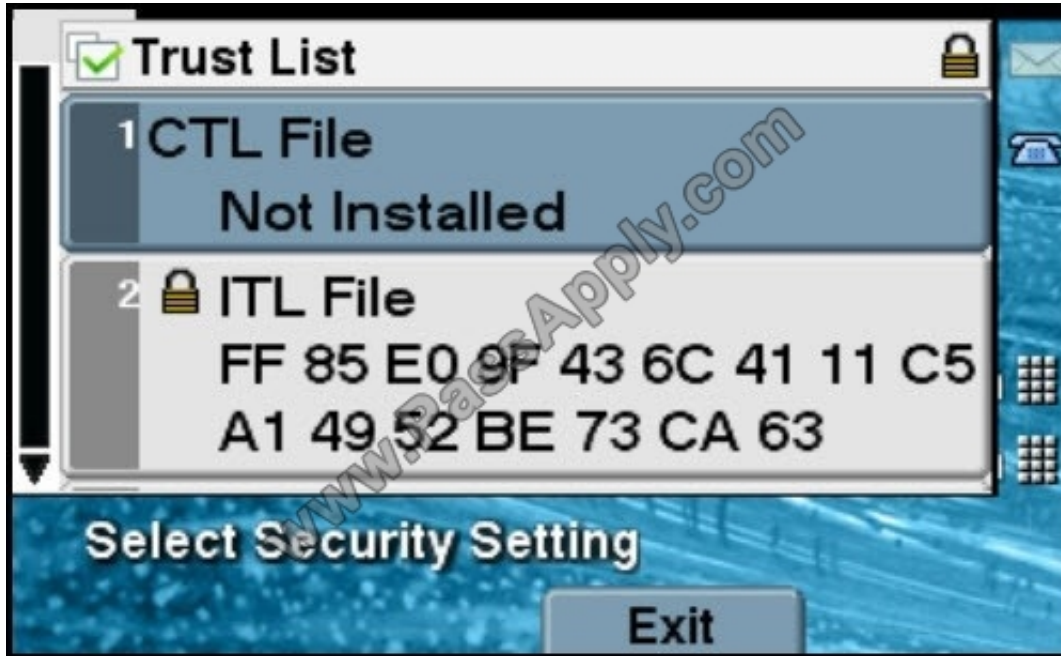 Trust List
1 CTL File
Not Installed
2 ITL File
FF 85 E0 9F 43 6C 41 11 C5
A1 49 52 BE 73 CA 63
www.PassApply.com
Select Security Setting
Exit